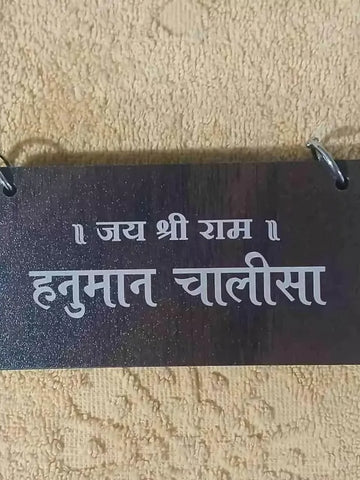 ॥ जय श्री राम ॥
हनुमान चालीसा